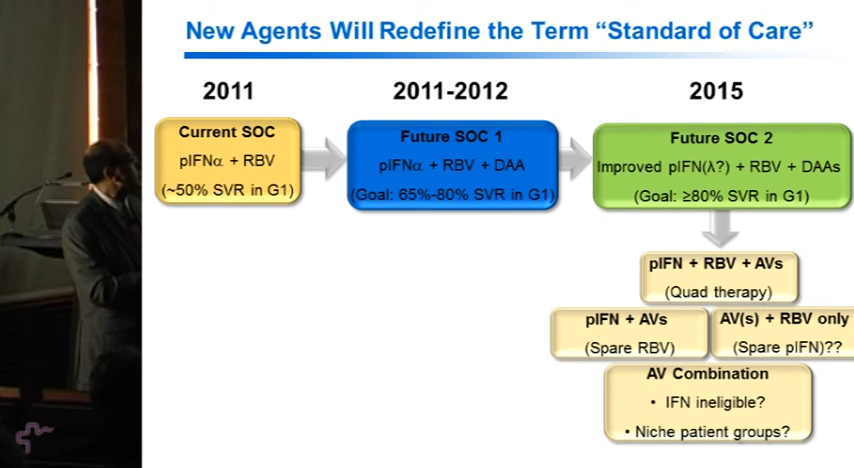 New Agents Will Redefine the Term “Standard of Care”
2011
2011-2012
2015
Current SOC
pIFNα + RBV
(~50% SVR in G1)
Future SOC 1
pIFNα + RBV + DAA
(Goal: 65%-80% SVR in G1)
Future SOC 2
Improved pIFN(λ?) + RBV + DAAs
(Goal: ≥80% SVR in G1)
pIFN + RBV + AVs
(Quad therapy)
pIFN + AVs
(Spare RBV)
AV(s) + RBV only
(Spare pIFN)??
AV Combination
• IFN ineligible?
• Niche patient groups?